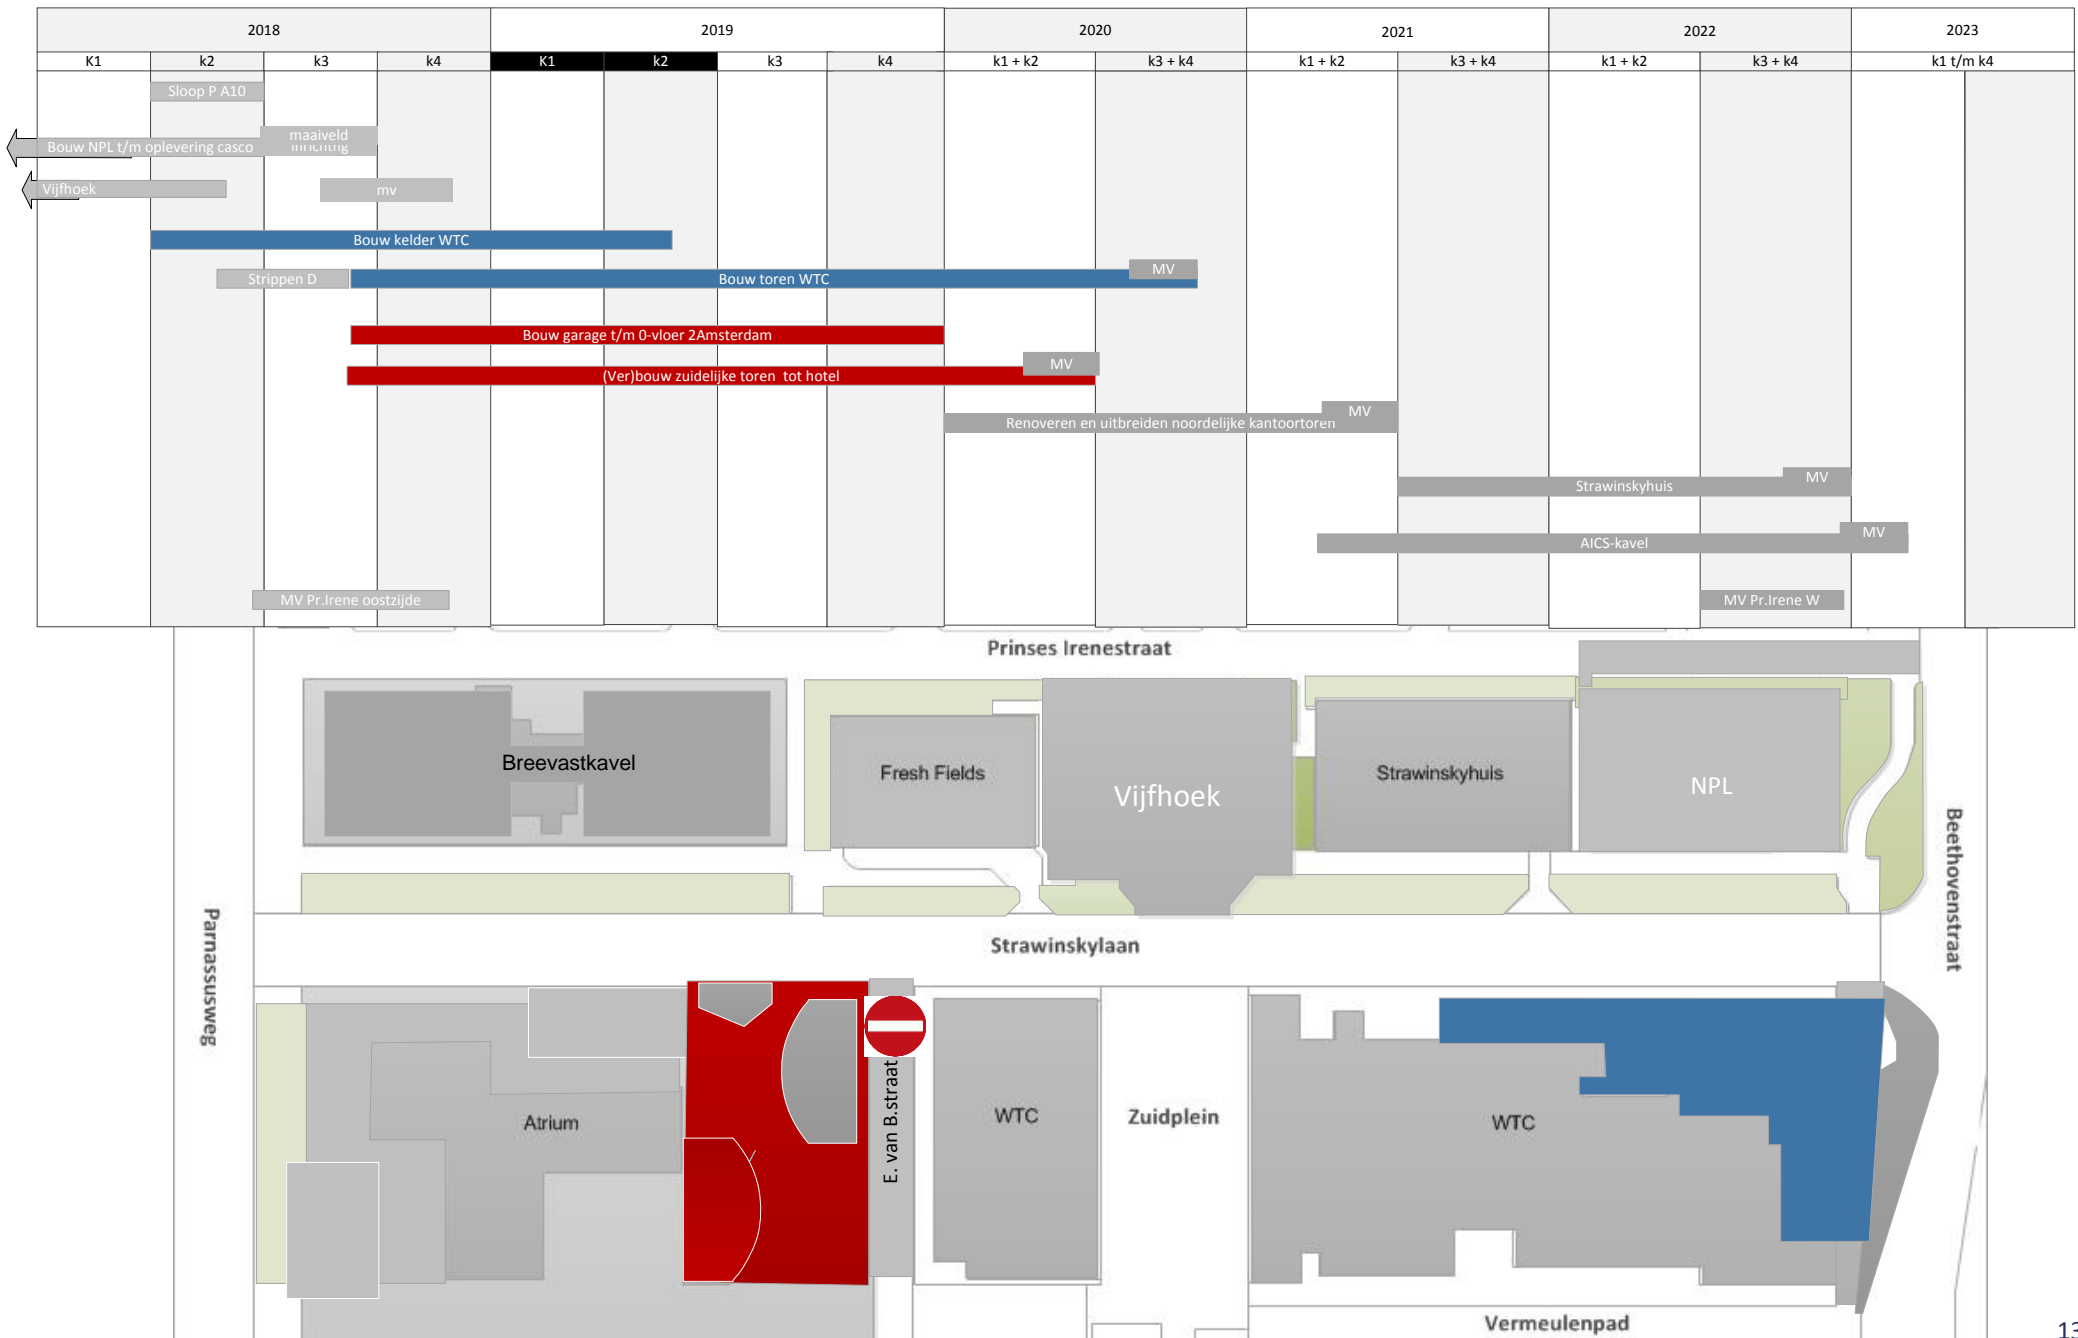 2018 2019 2020 2021 2022 2023
K1 k2 k3 k4 K1 k2 k3 k4 k1 + k2 k3 + k4 k1 + k2 k3 + k4 k1 + k2 k3 + k4 k1 t/m k4
Sloop P A10
maaiveld
Bouw NPL t/m oplevering casco inrichting
Vijfhoek mv
Bouw kelder WTC
MV
Strippen D Bouw toren WTC
Bouw garage t/m 0-vloer 2Amsterdam
MV
(Ver)bouw zuidelijke toren tot hotel
MV
Renoveren en uitbreiden noordelijke kantoortoren
MV
Strawinskyhuis
MV
AICS-kavel
MV Pr.Irene oostzijde MV Pr.Irene W
Prinses Irenestraat
Breevastkavel
Fresh Fields
Vijfhoek
Strawinskyhuis
NPL
Beethovenstraat
Parnassusweg
Strawinskylaan
Atrium
E. van B.straat
WTC
Zuidplein
WTC
Vermeulenpad
13